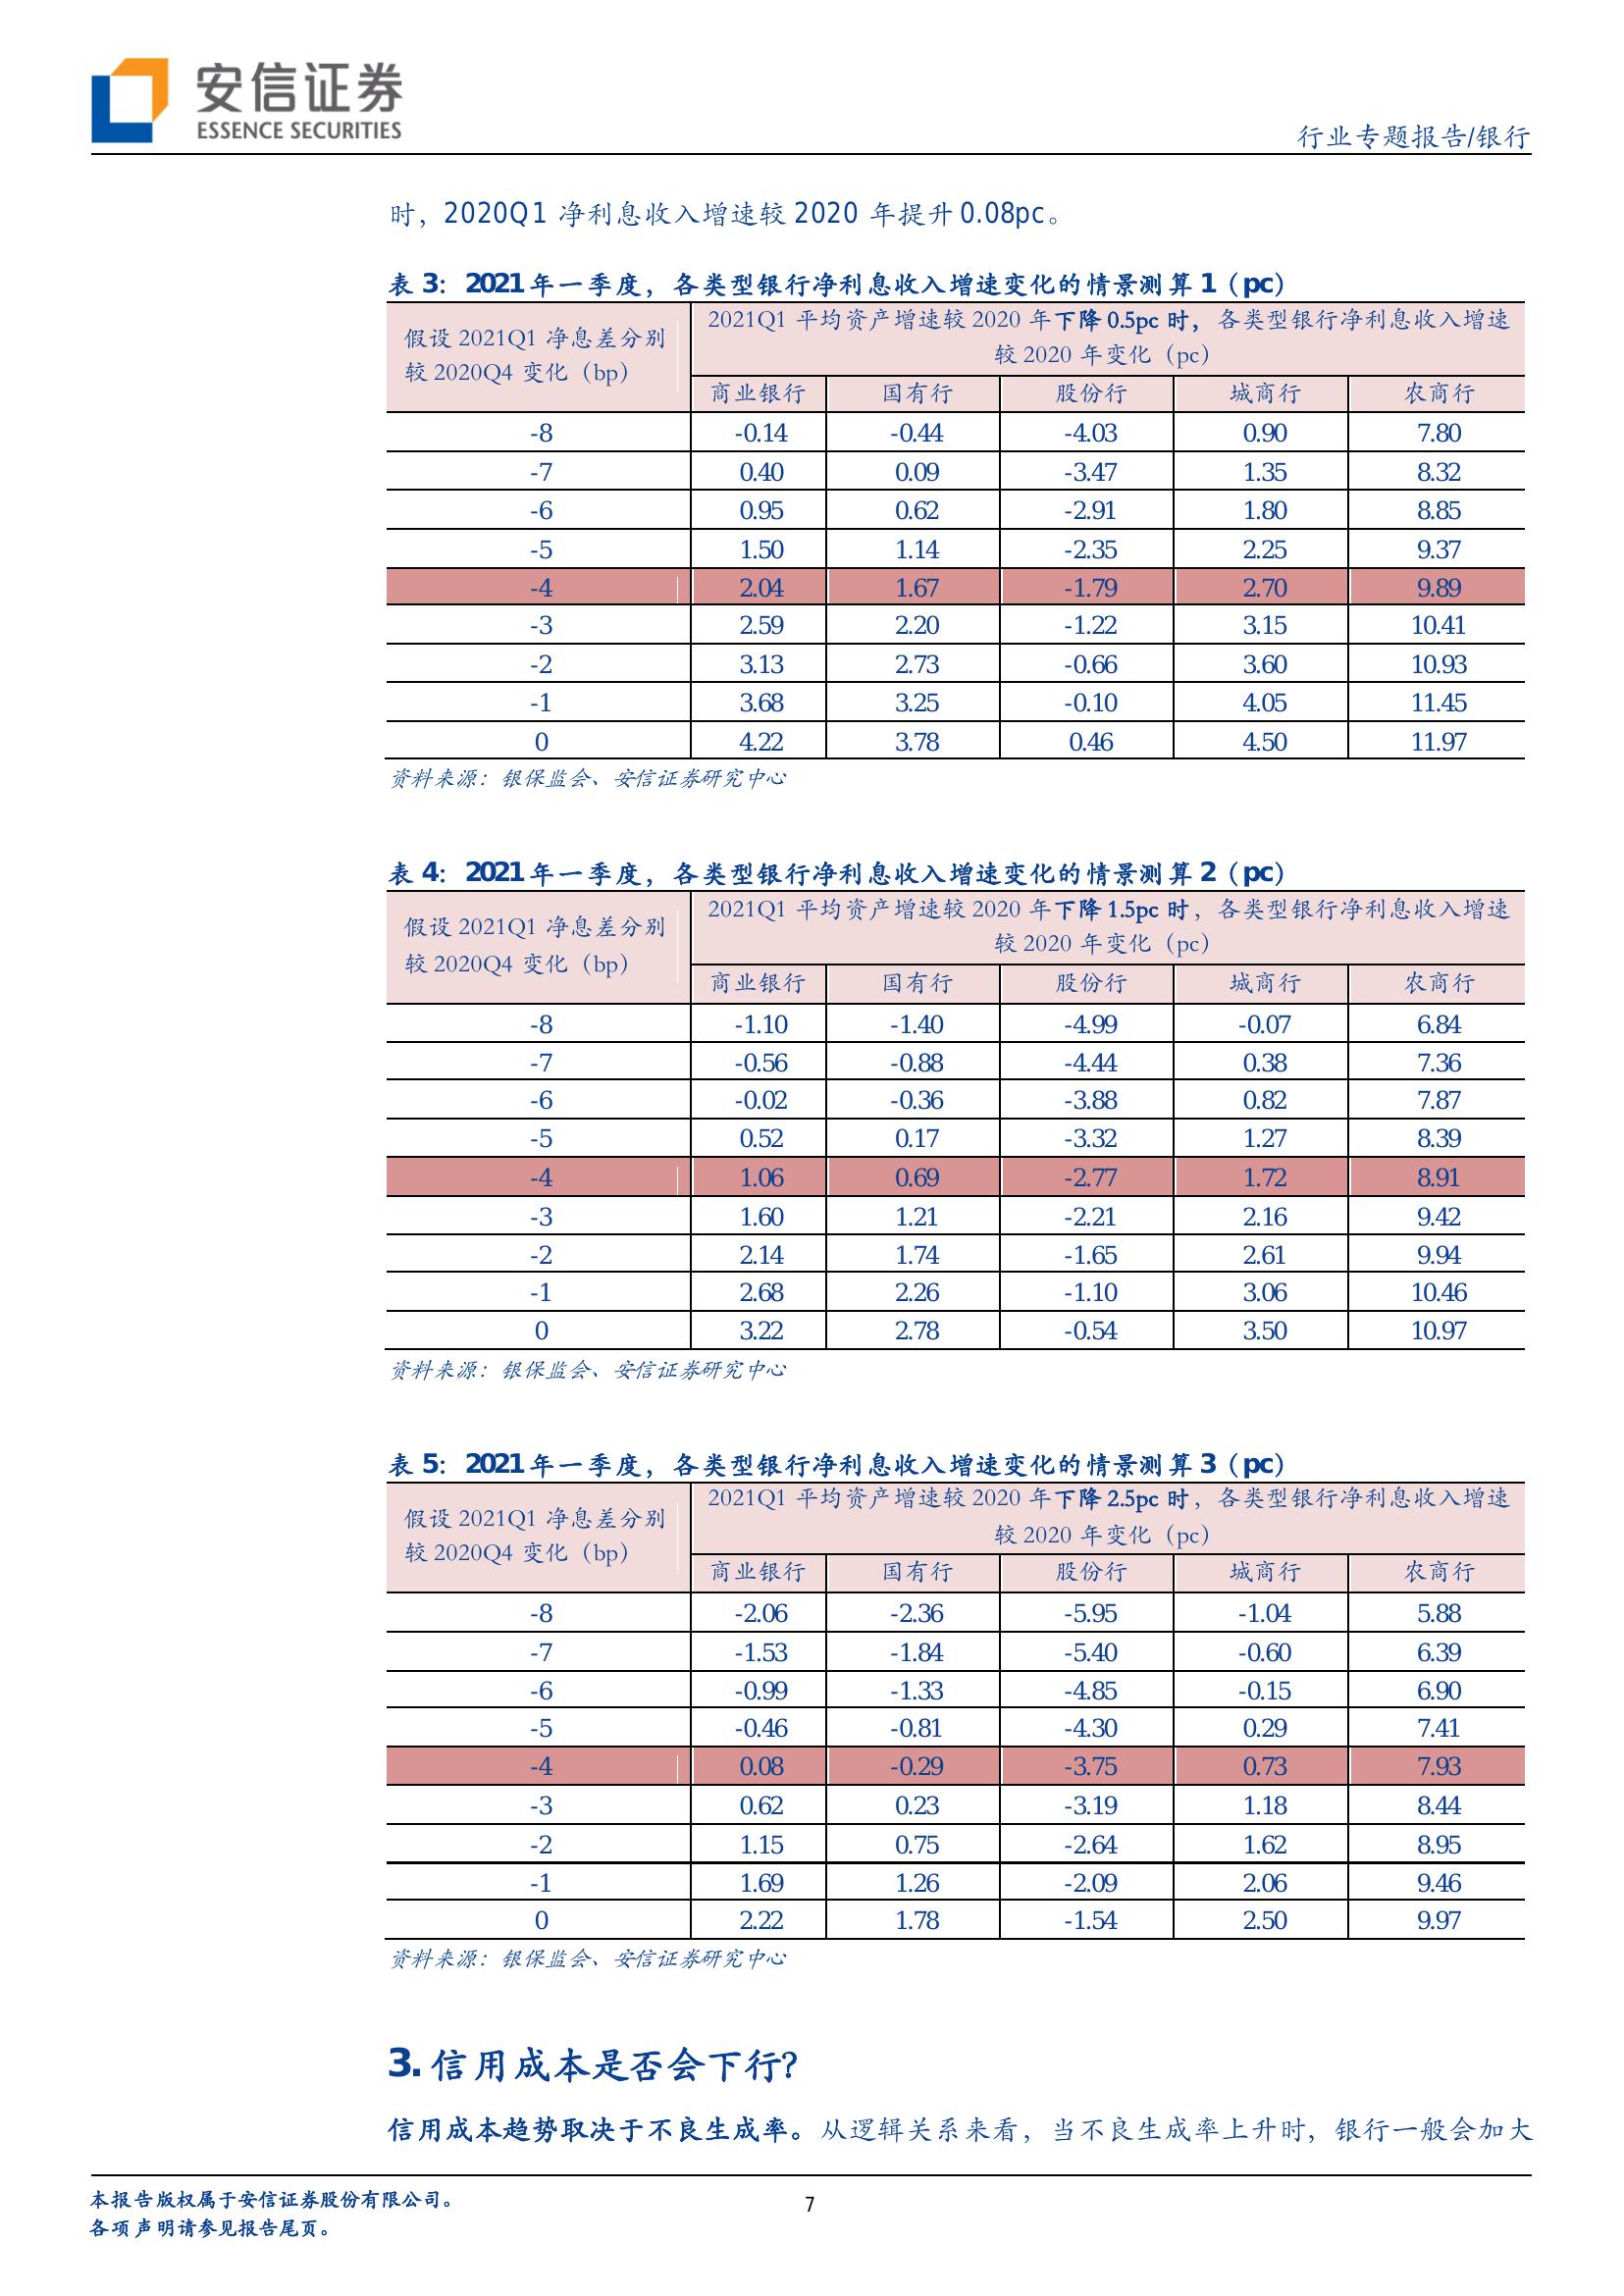 安信证券
ESSENCE SECURITIES
行业专题报告/银行
时，2020Q1 净利息收入增速较 2020 年提升 0.08pc。
表 3：2021 年一季度，各类型银行净利息收入增速变化的情景测算 1（pc）
假设 2021Q1 净息差分别 2021Q1 平均资产增速较 2020 年下降 0.5pc 时，各类型银行净利息收入增速
较 2020Q4 变化（bp） 较 2020 年变化（pc）
商业银行 国有行 股份行 城商行 农商行
-8 -0.14 -0.44 -4.03 0.90 7.80
-7 0.40 0.09 -3.47 1.35 8.32
-6 0.95 0.62 -2.91 1.80 8.85
-5 1.50 1.14 -2.35 2.25 9.37
-4 2.04 1.67 -1.79 2.70 9.89
-3 2.59 2.20 -1.22 3.15 10.41
-2 3.13 2.73 -0.66 3.60 10.93
-1 3.68 3.25 -0.10 4.05 11.45
0 4.22 3.78 0.46 4.50 11.97
资料来源：银保监会、安信证券研究中心
表 4：2021 年一季度，各类型银行净利息收入增速变化的情景测算 2（pc）
假设 2021Q1 净息差分别 2021Q1 平均资产增速较 2020 年下降 1.5pc 时，各类型银行净利息收入增速
较 2020Q4 变化（bp） 较 2020 年变化（pc）
商业银行 国有行 股份行 城商行 农商行
-8 -1.10 -1.40 -4.99 -0.07 6.84
-7 -0.56 -0.88 -4.44 0.38 7.36
-6 -0.02 -0.36 -3.88 0.82 7.87
-5 0.52 0.17 -3.32 1.27 8.39
-4 1.06 0.69 -2.77 1.72 8.91
-3 1.60 1.21 -2.21 2.16 9.42
-2 2.14 1.74 -1.65 2.61 9.94
-1 2.68 2.26 -1.10 3.06 10.46
0 3.22 2.78 -0.54 3.50 10.97
资料来源：银保监会、安信证券研究中心
表 5：2021 年一季度，各类型银行净利息收入增速变化的情景测算 3（pc）
假设 2021Q1 净息差分别 2021Q1 平均资产增速较 2020 年下降 2.5pc 时，各类型银行净利息收入增速
较 2020Q4 变化（bp） 较 2020 年变化（pc）
商业银行 国有行 股份行 城商行 农商行
-8 -2.06 -2.36 -5.95 -1.04 5.88
-7 -1.53 -1.84 -5.40 -0.60 6.39
-6 -0.99 -1.33 -4.85 -0.15 6.90
-5 -0.46 -0.81 -4.30 0.29 7.41
-4 0.08 -0.29 -3.75 0.73 7.93
-3 0.62 0.23 -3.19 1.18 8.44
-2 1.15 0.75 -2.64 1.62 8.95
-1 1.69 1.26 -2.09 2.06 9.46
0 2.22 1.78 -1.54 2.50 9.97
资料来源：银保监会、安信证券研究中心
3. 信用成本是否会下行？
信用成本趋势取决于不良生成率。从逻辑关系来看，当不良生成率上升时，银行一般会加大
本报告版权属于安信证券股份有限公司。
各项声明请参见报告尾页。
7